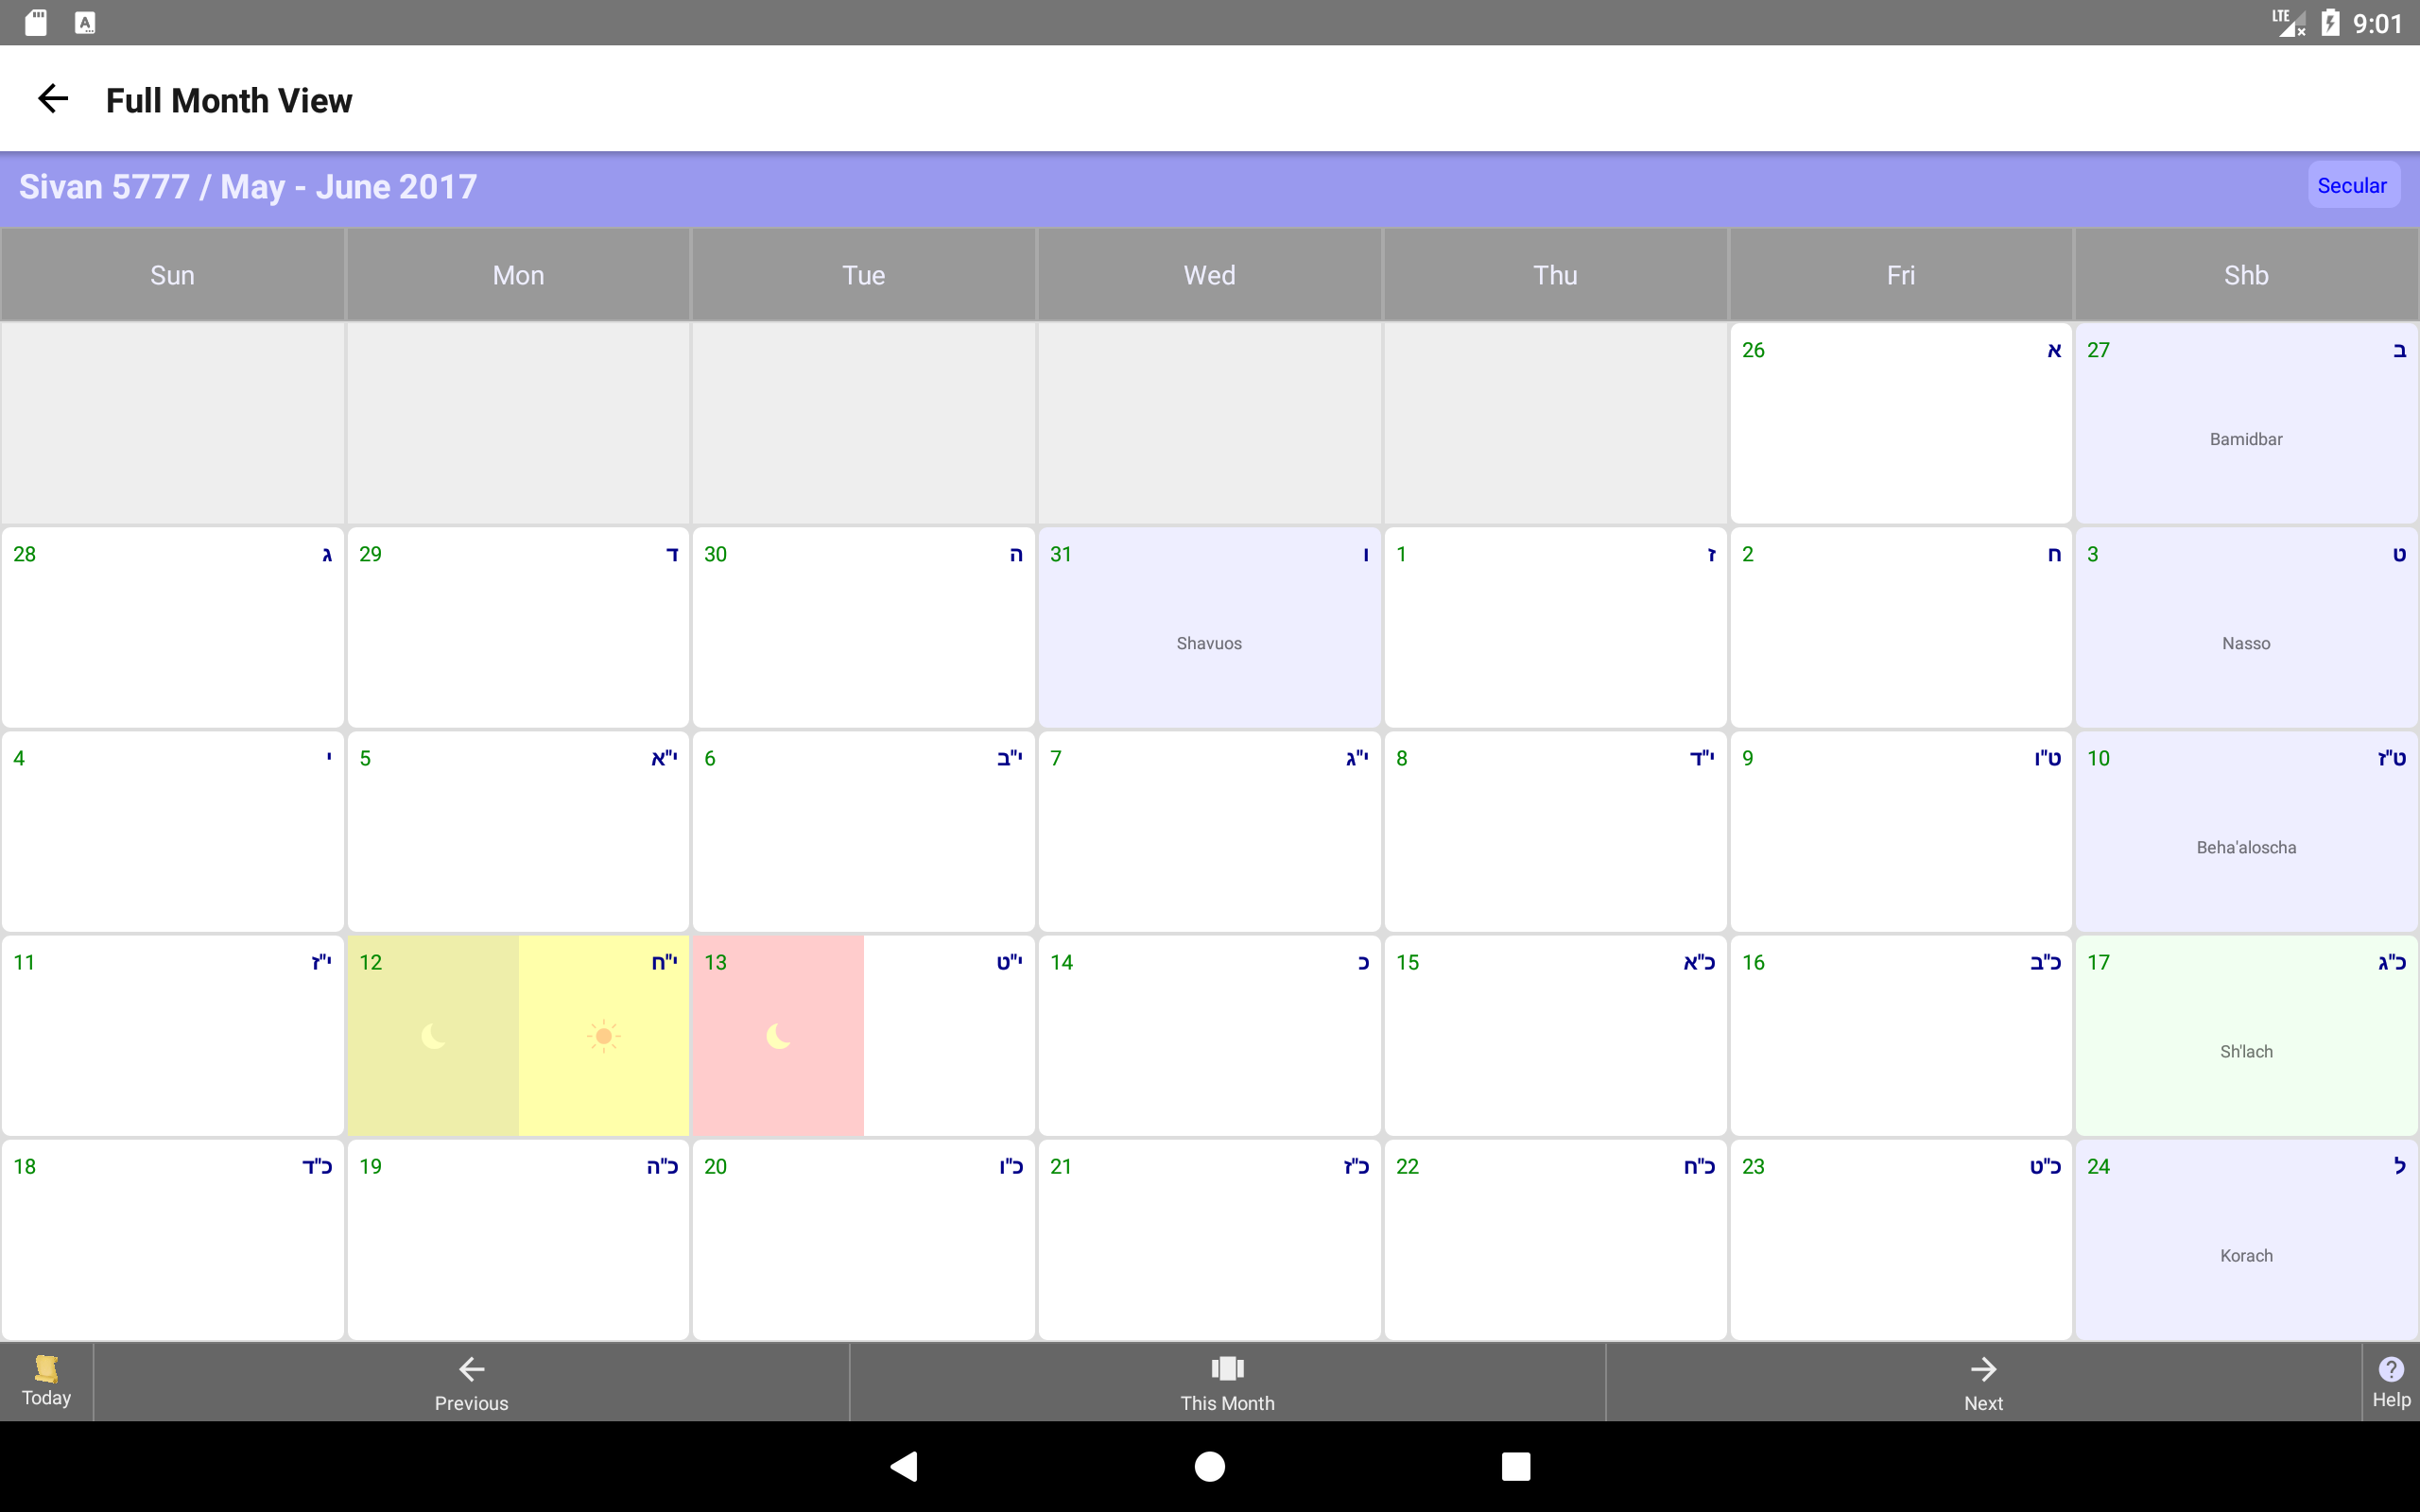 LTE 9:01
Full Month View
Sivan 5777 / May - June 2017
Secular
Sun Mon Tue Wed Thu Fri Shb
26 א 27 ב
Bamidbar
28 ג 29 ד 30 ה 31 ו 1 ז 2 ח 3 ט
Shavuos Nasso
4 י 5 י"א 6 י"ב 7 י"ג 8 י"ד 9 ט"ו 10 ט"ז
Beha'aloscha
11 י"ז 12 י"ח 13 י"ט 14 כ 15 כ"א 16 כ"ב 17 כ"ג
Sh'lach
18 כ"ד 19 כ"ה 20 כ"ו 21 כ"ז 22 כ"ח 23 כ"ט 24 ל
Korach
Today Previous This Month Next Help